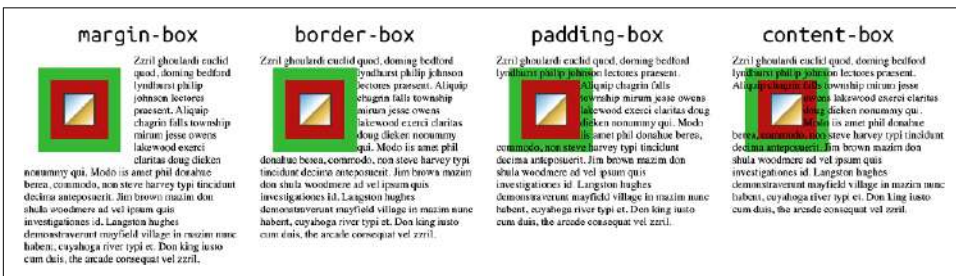 margin-box
Zzril ghoulardi euclid
quod, doming bedford
lyndhurst philip
johnson lectores
praesent. Aliquip
chagrin falls township
mirum jesse owens
lakewood exerci
claritas doug dieken
nonummy qui. Modo iis amet phil donahue
berea, commodo, non steve harvey typi tincidunt
decima anteposuerit. Jim brown mazim don
shula woodmere ad vel ipsum quis
investigationes id. Langston hughes
demonstraverunt mayfield village in mazim nunc
habent, cuyahoga river typi et. Don king iusto
cum duis, the arcade consequat vel zzril.
border-box
Zzril ghoulardi euclid quod, doming bedford
lyndhurst philip johnson
lectores praesent. Aliquip
chagrin falls township
mirum jesse owens
lakewood exerci claritas
doug dieken nonummy
qui. Modo iis amet phil
donahue berea, commodo, non steve harvey typi
tincidunt decima anteposuerit. Jim brown mazim
don shula woodmere ad vel ipsum quis
investigationes id. Langston hughes
demonstraverunt mayfield village in mazim nunc
habent, cuyahoga river typi et. Don king iusto
cum duis, the arcade consequat vel zzril.
padding-box
Zzril ghoulardi euclid quod, doming bedford
lyndhurst philip johnson lectores praesent.
Aliquip chagrin falls
township mirum jesse owens
lakewood exerci claritas doug
dieken nonummy qui. Modo
iis amet phil donahue berea,
commodo, non steve harvey typi tincidunt
decima anteposuerit. Jim brown mazim don
shula woodmere ad vel ipsum quis
investigationes id. Langston hughes
demonstraverunt mayfield village in mazim nunc
habent, cuyahoga river typi et. Don king iusto
cum duis, the arcade consequat vel zzril.
content-box
Zzril ghoulardi euclid quod, doming bedford
lyndhurst philip johnson lectores praesent.
Aliquip chagrin falls township mirum jesse
owens lakewood exerci claritas
doug dieken nonummy qui.
Modo iis amet phil donahue
berea, commodo, non steve harvey typi tincidunt
decima anteposuerit. Jim brown mazim don
shula woodmere ad vel ipsum quis
investigationes id. Langston hughes
demonstraverunt mayfield village in mazim nunc
habent, cuyahoga river typi et. Don king iusto
cum duis, the arcade consequat vel zzril.